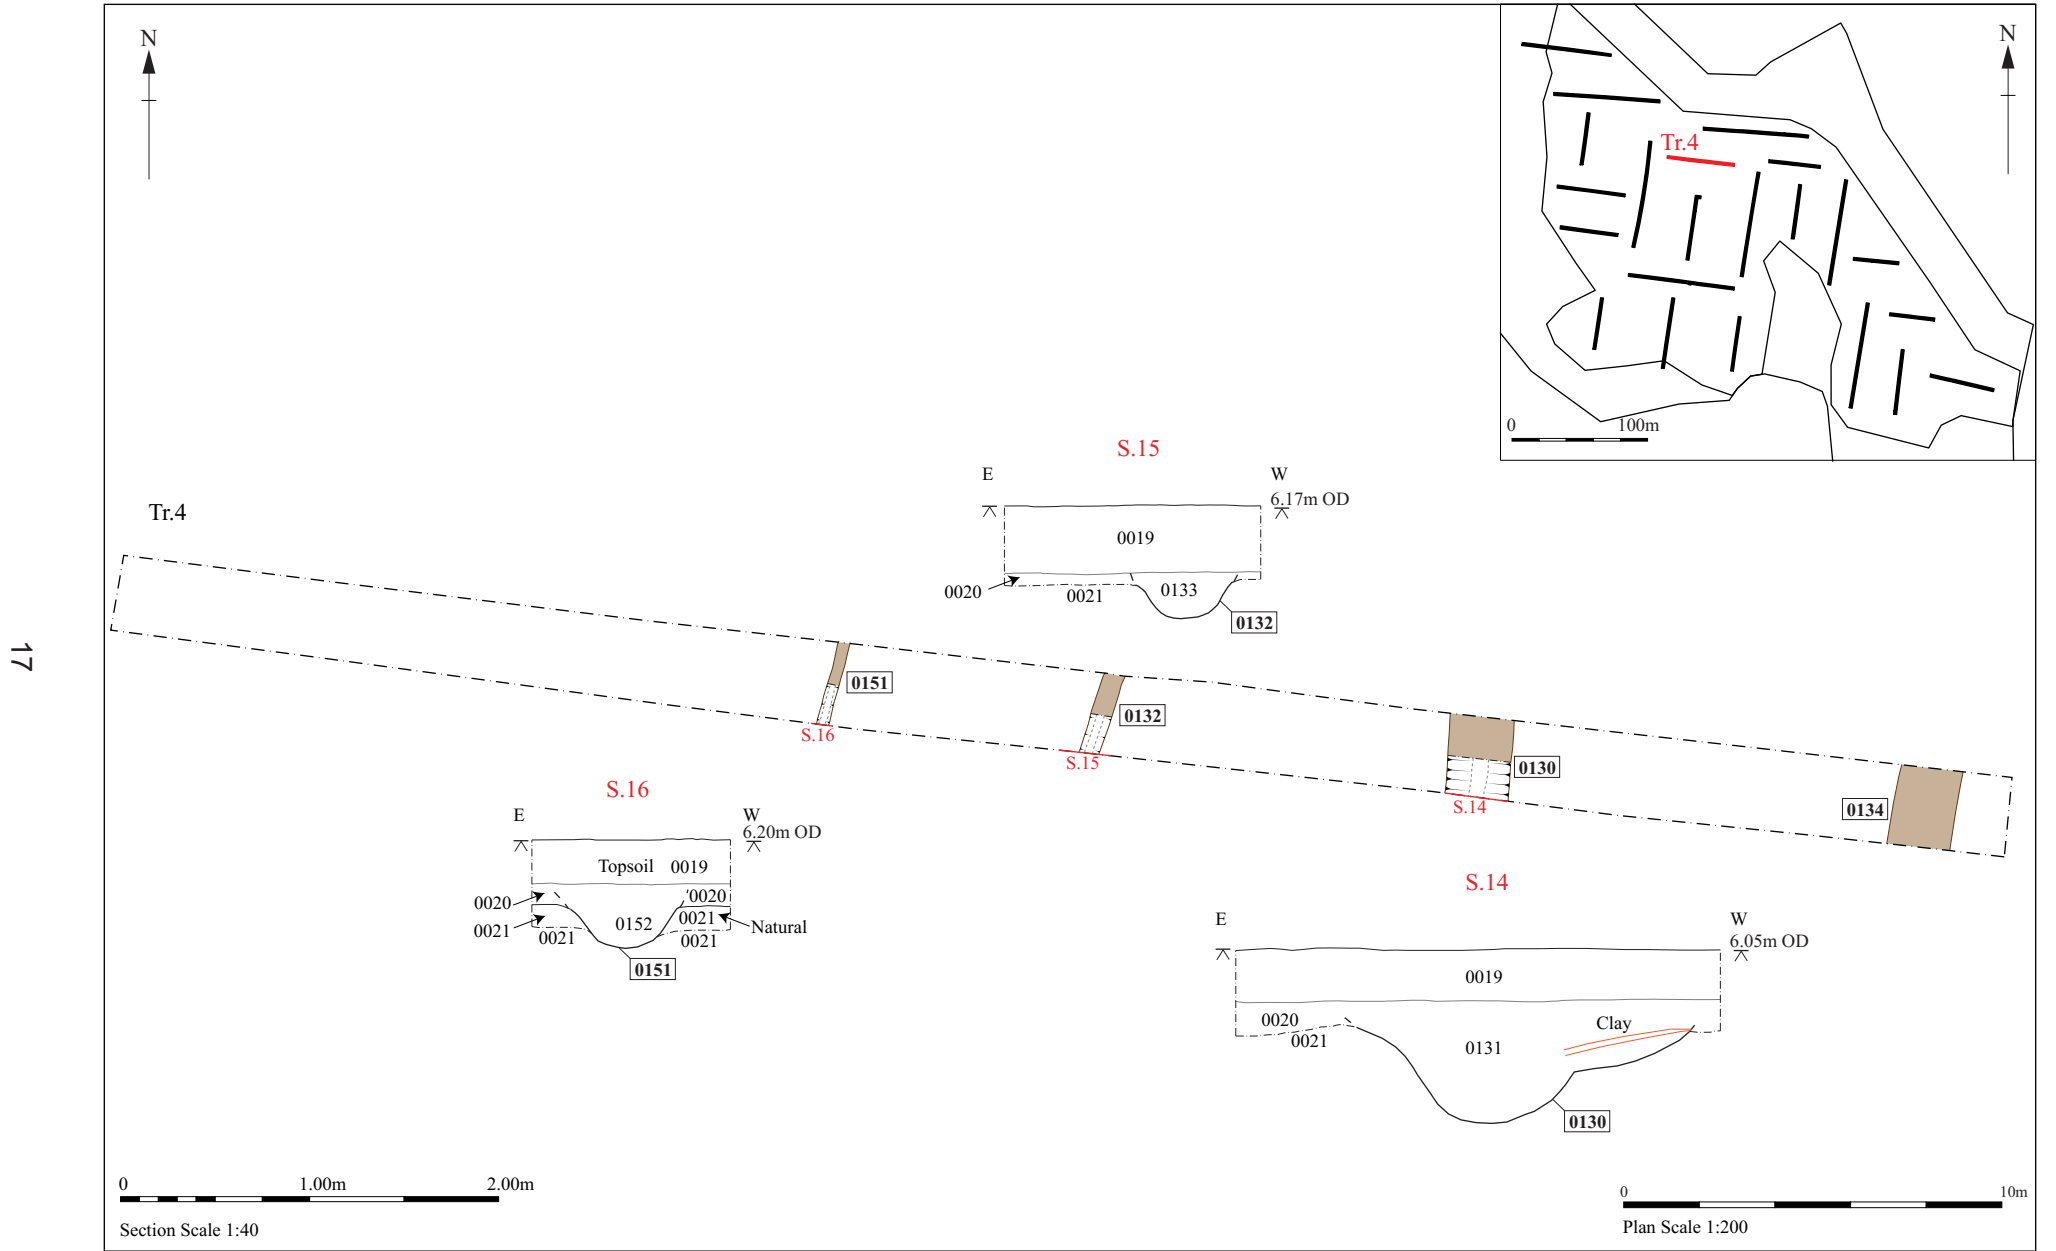 N
N
Tr.4
0 100m
S.15
E W
6.17m OD
0019
0020
0021
0133
0132
Tr.4
17
0151
S.16
0132
S.15
0130
S.14
0134
S.16
E W
6.20m OD
Topsoil 0019
0020
0020
0152
0021
0021
0021
0021
Natural
0151
S.14
E W
6.05m OD
0019
0020
0021
Clay
0131
0130
0 1.00m 2.00m
Section Scale 1:40
0 10m
Plan Scale 1:200